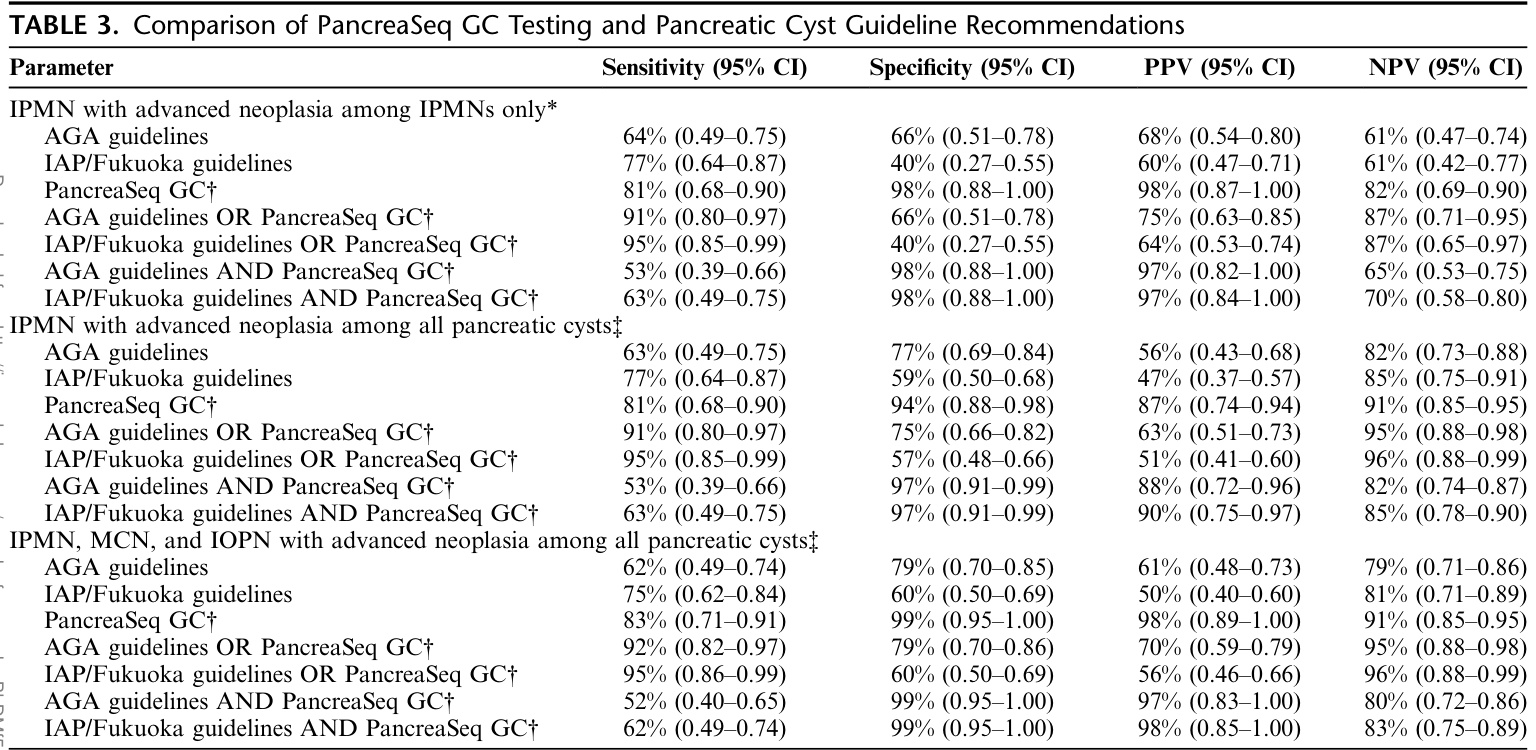 TABLE 3. Comparison of PancreaSeq GC Testing and Pancreatic Cyst Guideline Recommendations
Parameter Sensitivity (95% CI) Specificity (95% CI) PPV (95% CI) NPV (95% CI)
IPMN with advanced neoplasia among IPMNs only*
AGA guidelines 64% (0.49–0.75) 66% (0.51–0.78) 68% (0.54–0.80) 61% (0.47–0.74)
IAP/Fukuoka guidelines 77% (0.64–0.87) 40% (0.27–0.55) 60% (0.47–0.71) 61% (0.42–0.77)
PancreaSeq GC† 81% (0.68–0.90) 98% (0.88–1.00) 98% (0.87–1.00) 82% (0.69–0.90)
AGA guidelines OR PancreaSeq GC† 91% (0.80–0.97) 66% (0.51–0.78) 75% (0.63–0.85) 87% (0.71–0.95)
IAP/Fukuoka guidelines OR PancreaSeq GC† 95% (0.85–0.99) 40% (0.27–0.55) 64% (0.53–0.74) 87% (0.65–0.97)
AGA guidelines AND PancreaSeq GC† 53% (0.39–0.66) 98% (0.88–1.00) 97% (0.82–1.00) 65% (0.53–0.75)
IAP/Fukuoka guidelines AND PancreaSeq GC† 63% (0.49–0.75) 98% (0.88–1.00) 97% (0.84–1.00) 70% (0.58–0.80)
IPMN with advanced neoplasia among all pancreatic cysts‡
AGA guidelines 63% (0.49–0.75) 77% (0.69–0.84) 56% (0.43–0.68) 82% (0.73–0.88)
IAP/Fukuoka guidelines 77% (0.64–0.87) 59% (0.50–0.68) 47% (0.37–0.57) 85% (0.75–0.91)
PancreaSeq GC† 81% (0.68–0.90) 94% (0.88–0.98) 87% (0.74–0.94) 91% (0.85–0.95)
AGA guidelines OR PancreaSeq GC† 91% (0.80–0.97) 75% (0.66–0.82) 63% (0.51–0.73) 95% (0.88–0.98)
IAP/Fukuoka guidelines OR PancreaSeq GC† 95% (0.85–0.99) 57% (0.48–0.66) 51% (0.41–0.60) 96% (0.88–0.99)
AGA guidelines AND PancreaSeq GC† 53% (0.39–0.66) 97% (0.91–0.99) 88% (0.72–0.96) 82% (0.74–0.87)
IAP/Fukuoka guidelines AND PancreaSeq GC† 63% (0.49–0.75) 97% (0.91–0.99) 90% (0.75–0.97) 85% (0.78–0.90)
IPMN, MCN, and IOPN with advanced neoplasia among all pancreatic cysts‡
AGA guidelines 62% (0.49–0.74) 79% (0.70–0.85) 61% (0.48–0.73) 79% (0.71–0.86)
IAP/Fukuoka guidelines 75% (0.62–0.84) 60% (0.50–0.69) 50% (0.40–0.60) 81% (0.71–0.89)
PancreaSeq GC† 83% (0.71–0.91) 99% (0.95–1.00) 98% (0.89–1.00) 91% (0.85–0.95)
AGA guidelines OR PancreaSeq GC† 92% (0.82–0.97) 79% (0.70–0.86) 70% (0.59–0.79) 95% (0.88–0.98)
IAP/Fukuoka guidelines OR PancreaSeq GC† 95% (0.86–0.99) 60% (0.50–0.69) 56% (0.46–0.66) 96% (0.88–0.99)
AGA guidelines AND PancreaSeq GC† 52% (0.40–0.65) 99% (0.95–1.00) 97% (0.83–1.00) 80% (0.72–0.86)
IAP/Fukuoka guidelines AND PancreaSeq GC† 62% (0.49–0.74) 99% (0.95–1.00) 98% (0.85–1.00) 83% (0.75–0.89)